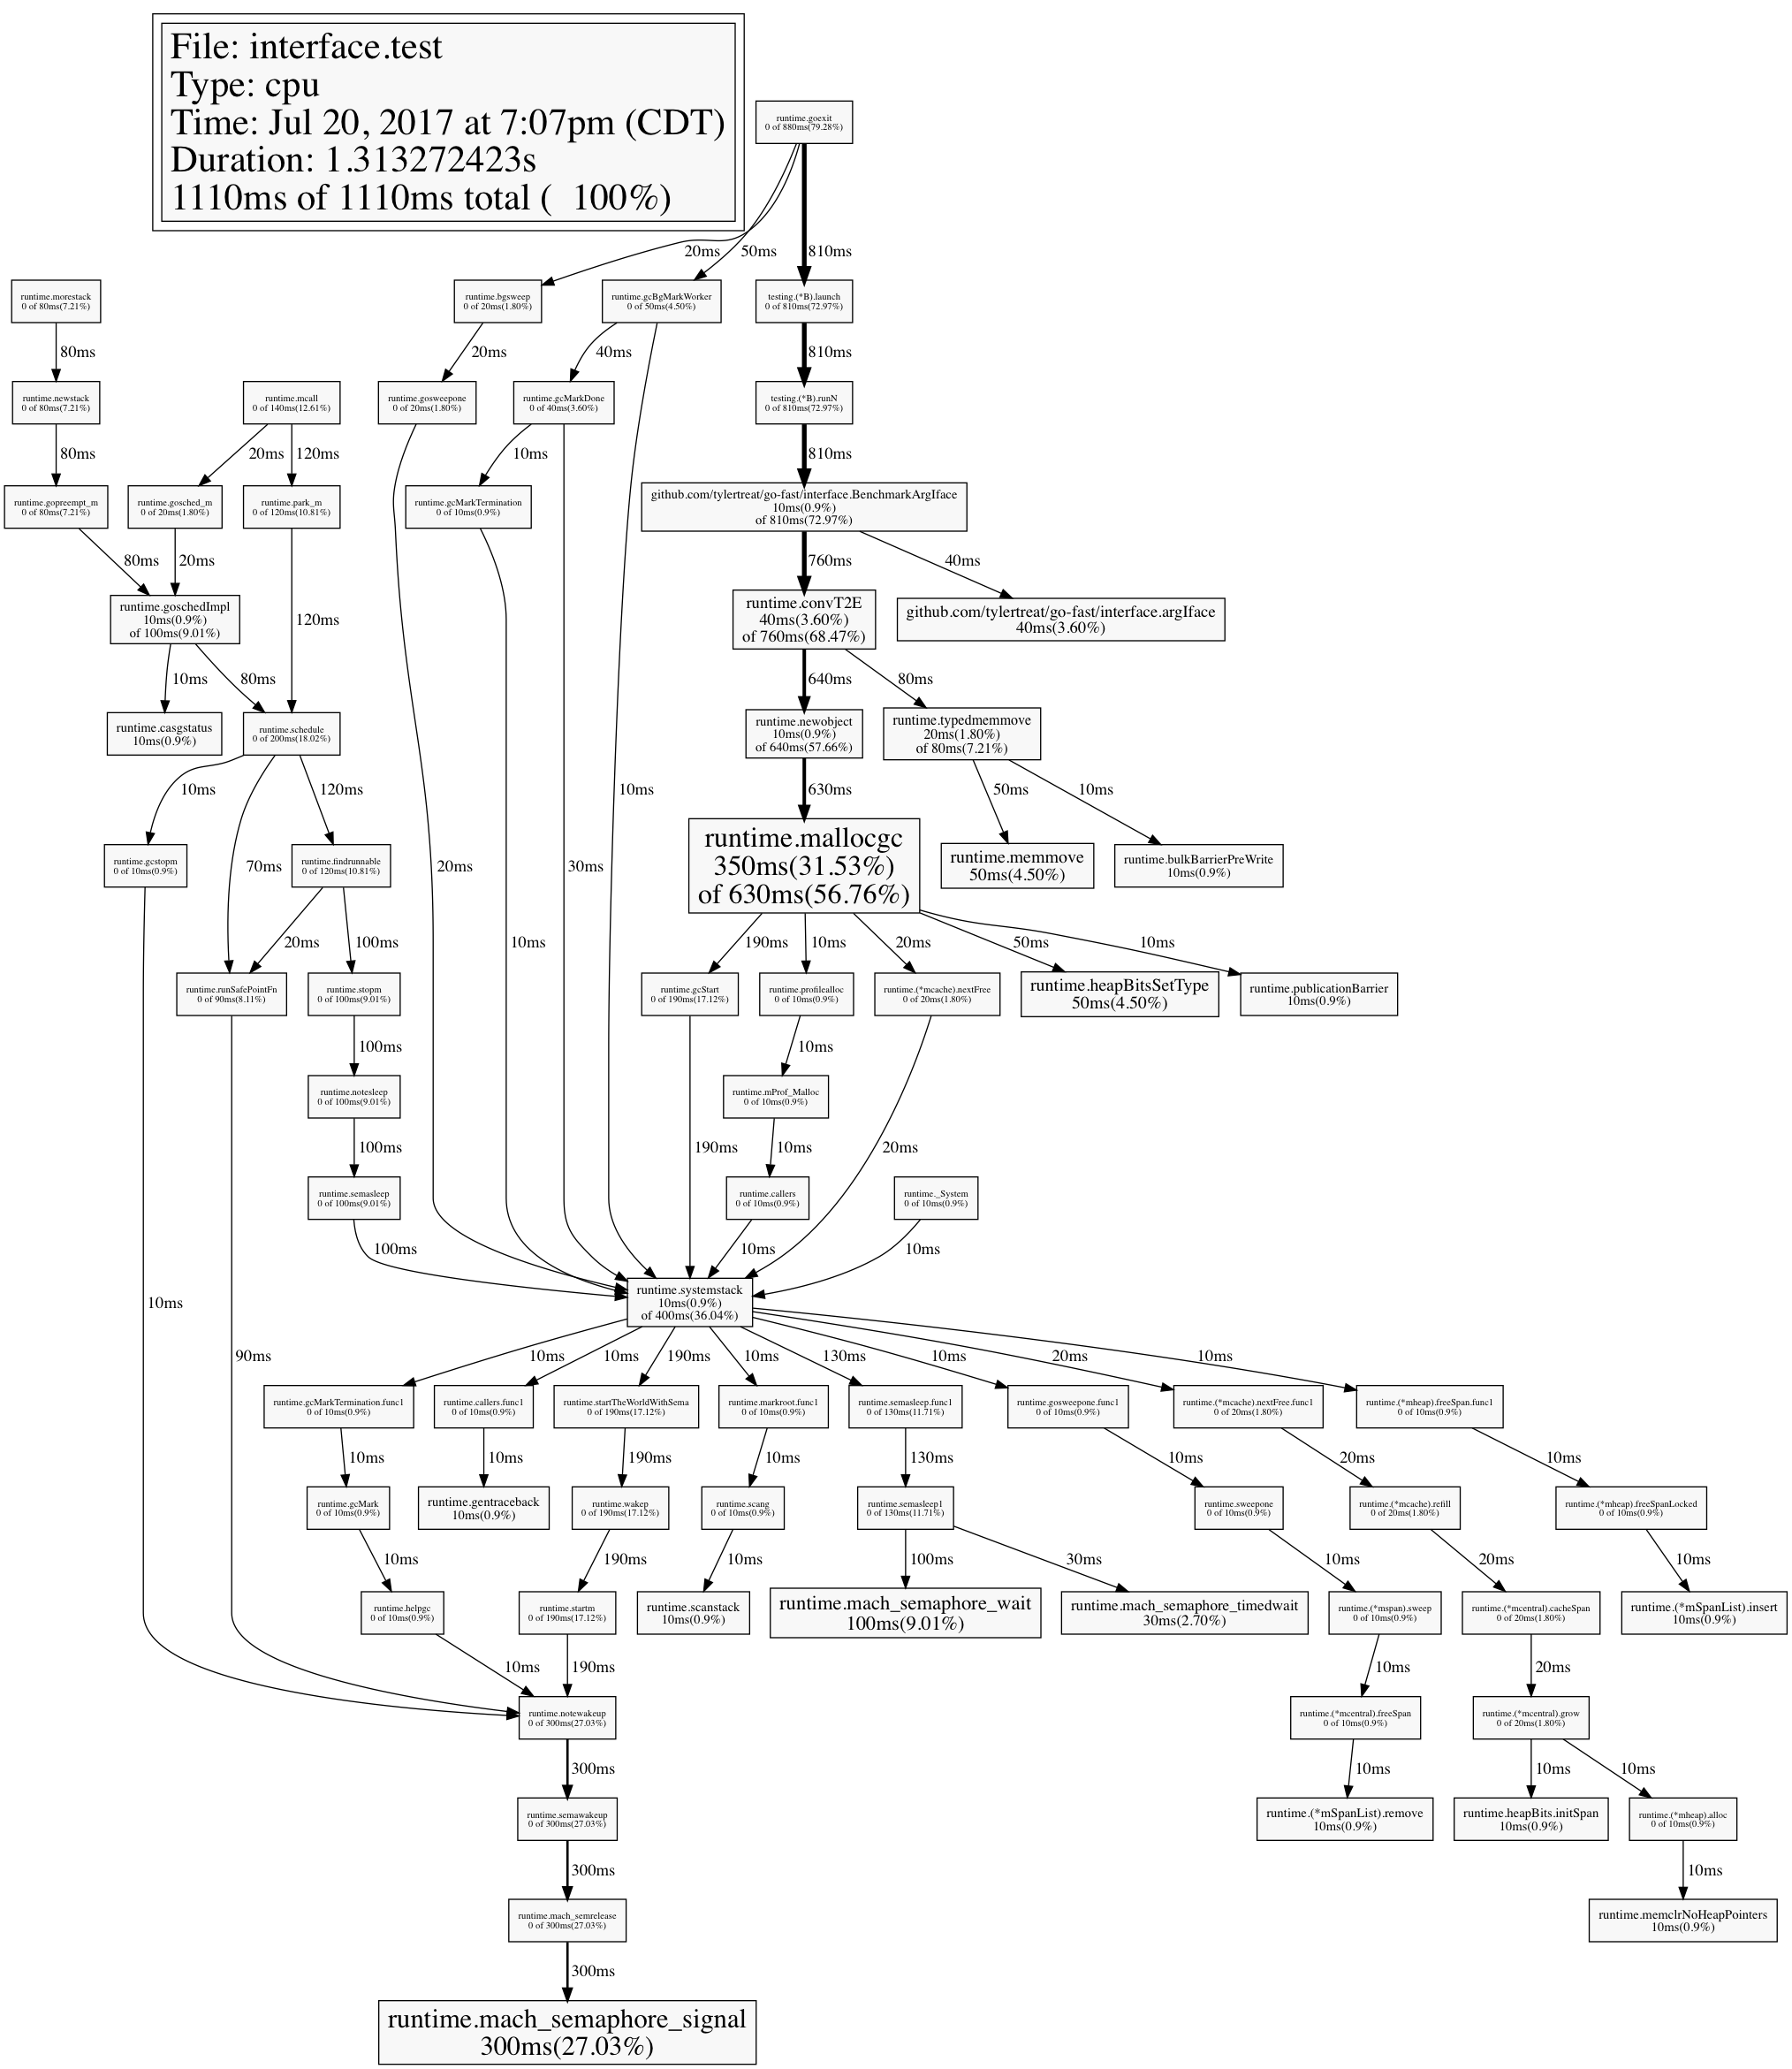 File: interface.test
Type: cpu
Time: Jul 20, 2017 at 7:07pm (CDT)
Duration: 1.313272423s
1110ms of 1110ms total (  100%)
runtime.goexit
0 of 880ms(79.28%)
20ms
50ms
810ms
runtime.morestack
0 of 80ms(7.21%)
runtime.bgsweep
0 of 20ms(1.80%)
runtime.gcBgMarkWorker
0 of 50ms(4.50%)
testing.(*B).launch
0 of 810ms(72.97%)
80ms
20ms
40ms
810ms
runtime.newstack
0 of 80ms(7.21%)
runtime.mcall
0 of 140ms(12.61%)
runtime.gosweepone
0 of 20ms(1.80%)
runtime.gcMarkDone
0 of 40ms(3.60%)
testing.(*B).runN
0 of 810ms(72.97%)
80ms
20ms
120ms
10ms
810ms
runtime.gopreempt_m
0 of 80ms(7.21%)
runtime.gosched_m
0 of 20ms(1.80%)
runtime.park_m
0 of 120ms(10.81%)
runtime.gcMarkTermination
0 of 10ms(0.9%)
github.com/tylertreat/go-fast/interface.BenchmarkArgIface
10ms(0.9%)
of 810ms(72.97%)
80ms
20ms
760ms
40ms
runtime.goschedImpl
10ms(0.9%)
of 100ms(9.01%)
120ms
runtime.convT2E
40ms(3.60%)
of 760ms(68.47%)
github.com/tylertreat/go-fast/interface.argIface
40ms(3.60%)
10ms
80ms
640ms
80ms
runtime.casgstatus
10ms(0.9%)
runtime.schedule
0 of 200ms(18.02%)
runtime.newobject
10ms(0.9%)
of 640ms(57.66%)
runtime.typedmemmove
20ms(1.80%)
of 80ms(7.21%)
10ms
120ms
10ms
630ms
50ms
10ms
runtime.gcstopm
0 of 10ms(0.9%)
70ms
runtime.findrunnable
0 of 120ms(10.81%)
20ms
30ms
runtime.mallocgc
350ms(31.53%)
of 630ms(56.76%)
runtime.memmove
50ms(4.50%)
runtime.bulkBarrierPreWrite
10ms(0.9%)
20ms
100ms
10ms
190ms
10ms
20ms
50ms
10ms
runtime.runSafePointFn
0 of 90ms(8.11%)
runtime.stopm
0 of 100ms(9.01%)
runtime.gcStart
0 of 190ms(17.12%)
runtime.profilealloc
0 of 10ms(0.9%)
runtime.(*mcache).nextFree
0 of 20ms(1.80%)
runtime.heapBitsSetType
50ms(4.50%)
runtime.publicationBarrier
10ms(0.9%)
100ms
10ms
runtime.notesleep
0 of 100ms(9.01%)
runtime.mProf_Malloc
0 of 10ms(0.9%)
100ms
190ms
10ms
20ms
runtime.semasleep
0 of 100ms(9.01%)
runtime.callers
0 of 10ms(0.9%)
runtime._System
0 of 10ms(0.9%)
100ms
10ms
10ms
10ms
runtime.systemstack
10ms(0.9%)
of 400ms(36.04%)
90ms
10ms
10ms
190ms
10ms
130ms
10ms
20ms
10ms
runtime.gcMarkTermination.func1
0 of 10ms(0.9%)
runtime.callers.func1
0 of 10ms(0.9%)
runtime.startTheWorldWithSema
0 of 190ms(17.12%)
runtime.markroot.func1
0 of 10ms(0.9%)
runtime.semasleep.func1
0 of 130ms(11.71%)
runtime.gosweepone.func1
0 of 10ms(0.9%)
runtime.(*mcache).nextFree.func1
0 of 20ms(1.80%)
runtime.(*mheap).freeSpan.func1
0 of 10ms(0.9%)
10ms
10ms
190ms
10ms
130ms
10ms
20ms
10ms
runtime.gcMark
0 of 10ms(0.9%)
runtime.gentraceback
10ms(0.9%)
runtime.wakep
0 of 190ms(17.12%)
runtime.scang
0 of 10ms(0.9%)
runtime.semasleep1
0 of 130ms(11.71%)
runtime.sweepone
0 of 10ms(0.9%)
runtime.(*mcache).refill
0 of 20ms(1.80%)
runtime.(*mheap).freeSpanLocked
0 of 10ms(0.9%)
10ms
190ms
10ms
100ms
30ms
10ms
20ms
10ms
runtime.helpgc
0 of 10ms(0.9%)
runtime.startm
0 of 190ms(17.12%)
runtime.scanstack
10ms(0.9%)
runtime.mach_semaphore_wait
100ms(9.01%)
runtime.mach_semaphore_timedwait
30ms(2.70%)
runtime.(*mspan).sweep
0 of 10ms(0.9%)
runtime.(*mcentral).cacheSpan
0 of 20ms(1.80%)
runtime.(*mSpanList).insert
10ms(0.9%)
10ms
190ms
10ms
20ms
runtime.notewakeup
0 of 300ms(27.03%)
runtime.(*mcentral).freeSpan
0 of 10ms(0.9%)
runtime.(*mcentral).grow
0 of 20ms(1.80%)
300ms
10ms
10ms
10ms
runtime.semawakeup
0 of 300ms(27.03%)
runtime.(*mSpanList).remove
10ms(0.9%)
runtime.heapBits.initSpan
10ms(0.9%)
runtime.(*mheap).alloc
0 of 10ms(0.9%)
300ms
10ms
runtime.mach_semrelease
0 of 300ms(27.03%)
runtime.memclrNoHeapPointers
10ms(0.9%)
300ms
runtime.mach_semaphore_signal
300ms(27.03%)